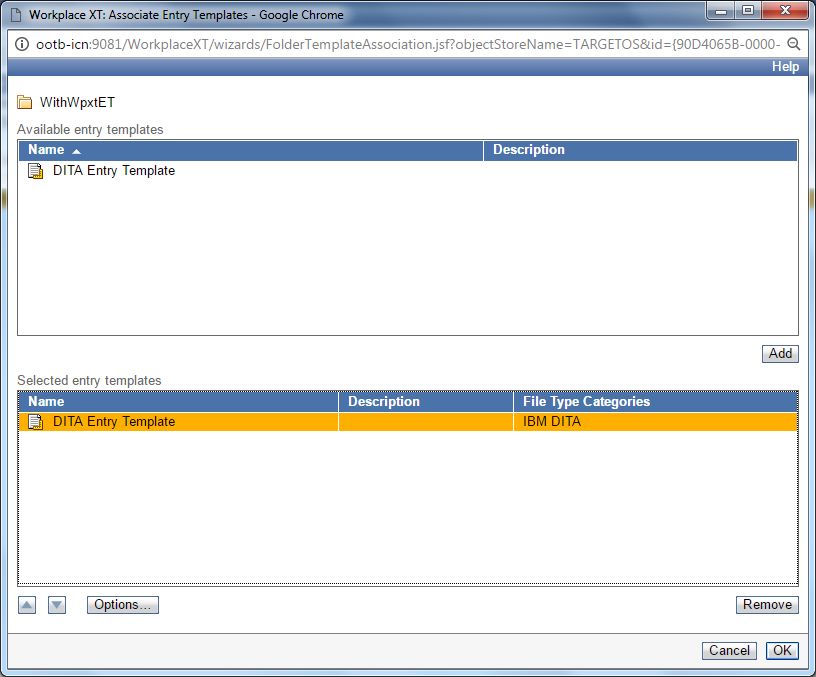 Workplace XT: Associate Entry Templates - Google Chrome
ootb-icn:9081/WorkplaceXT/wizards/FolderTemplateAssociation.jsf?objectStoreName=TARGETOS&id={90D4065B-0000-
Help
WithWpxtET
Available entry templates
Name Description
DITA Entry Template
Add
Selected entry templates
Name Description File Type Categories
DITA Entry Template IBM DITA
Options... Remove
Cancel OK